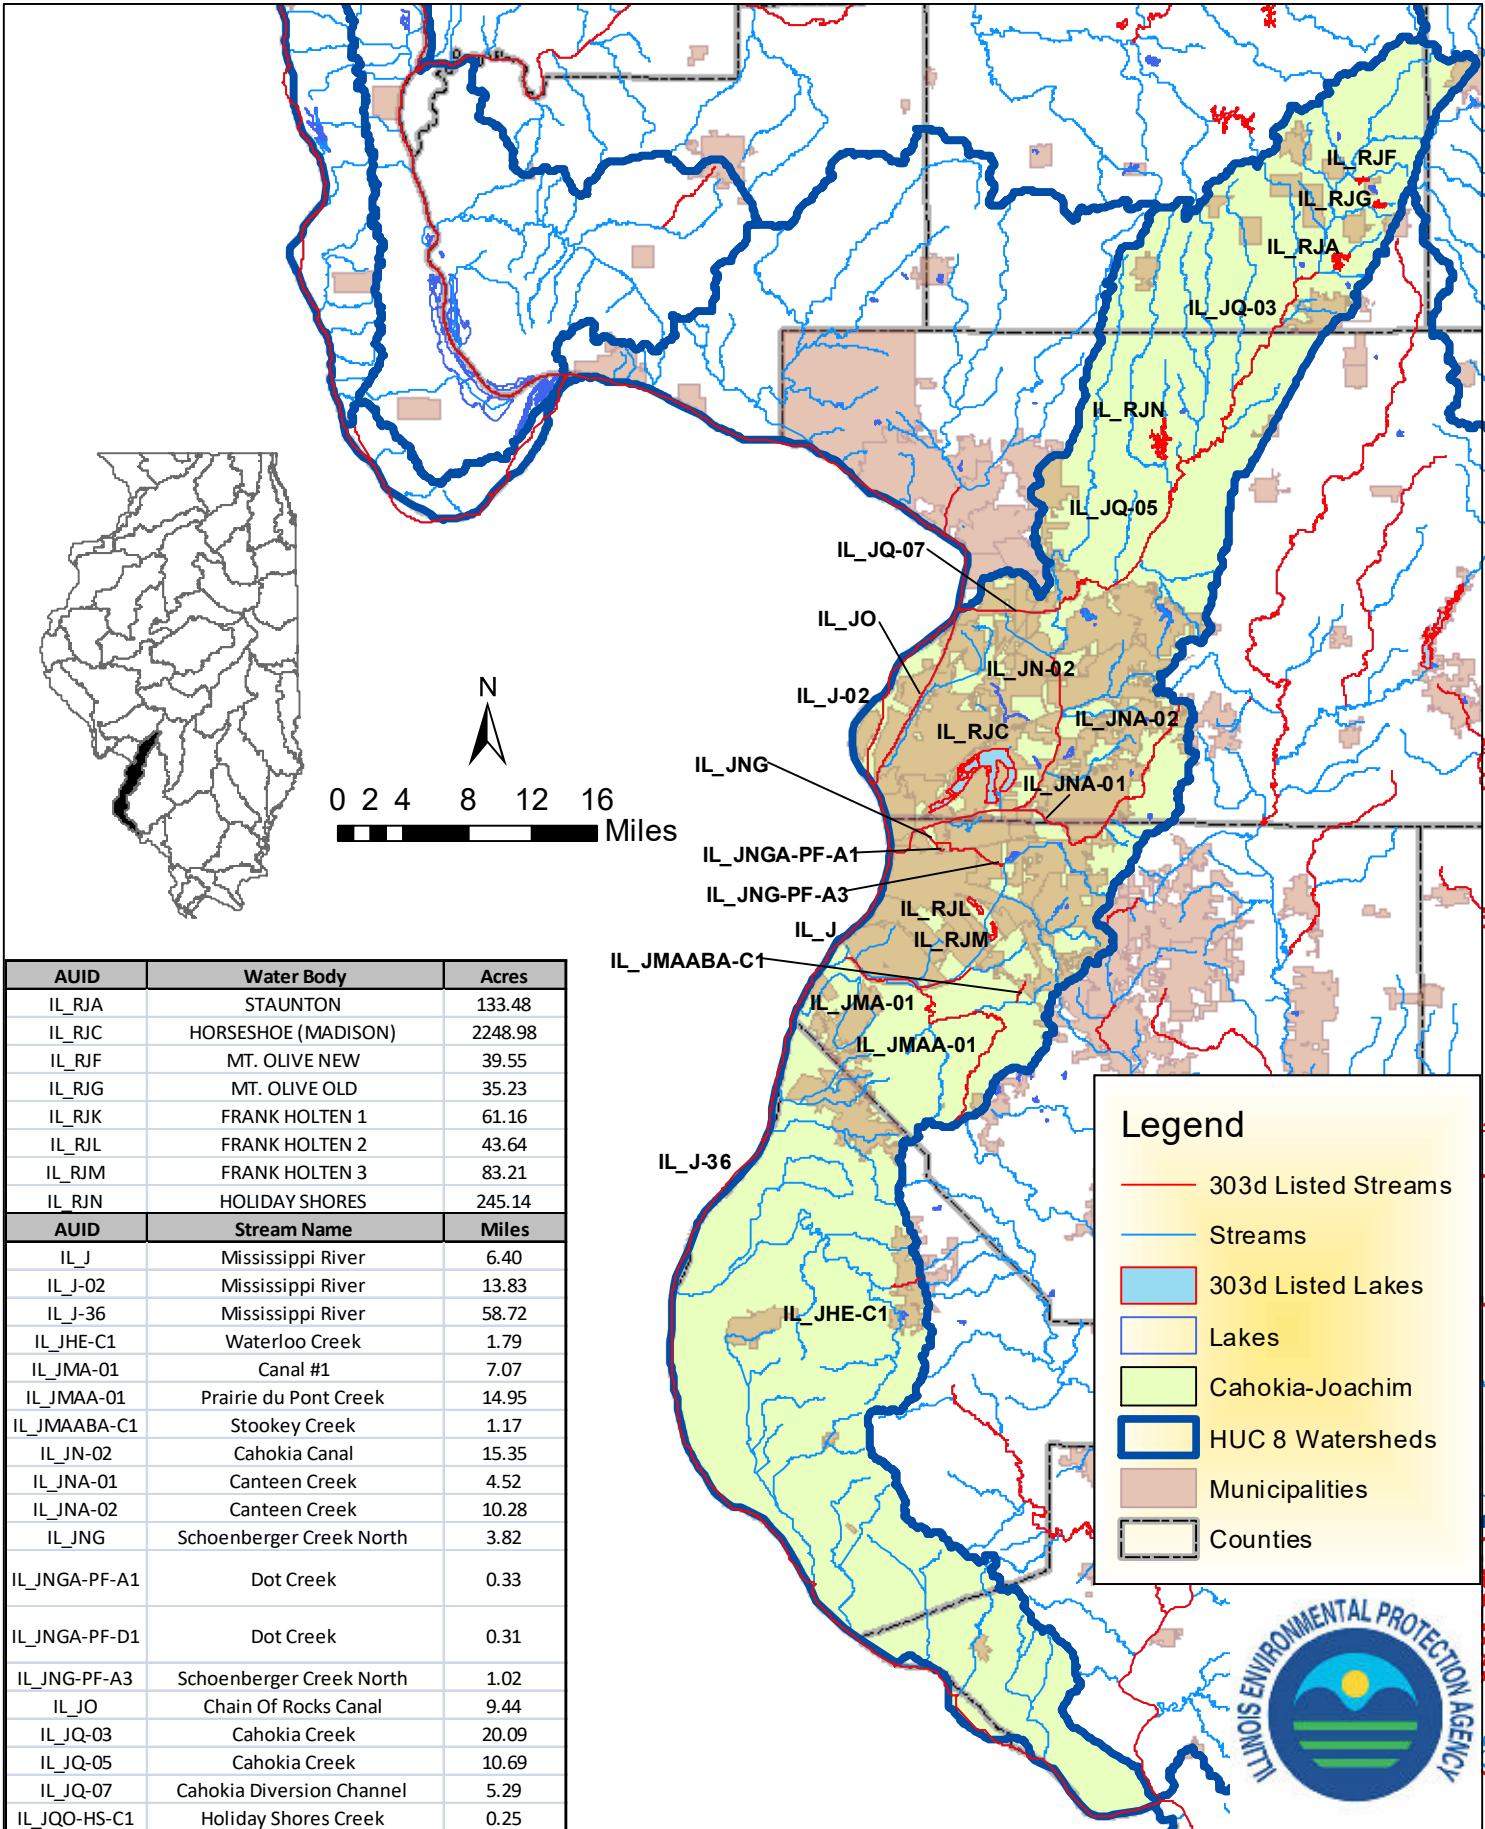 IL_RJF
IL_RJG
IL_RJA
IL_JQ-03
IL_RJN
IL_JQ-05
IL_JQ-07
IL_JO
IL_JN-02
IL_J-02
IL_JNA-02
IL_RJC
IL_JNG
IL_JNA-01
IL_JNGA-PF-A1
IL_JNG-PF-A3
IL_RJL
IL_J
IL_RJM
IL_JMAABA-C1
IL_JMA-01
IL_JMAA-01
IL_J-36
IL_JHE-C1
N
0 2 4 8 12 16
Miles
AUID Water Body Acres
IL_RJA STAUNTON 133.48
IL_RJC HORSESHOE (MADISON) 2248.98
IL_RJF MT. OLIVE NEW 39.55
IL_RJG MT. OLIVE OLD 35.23
IL_RJK FRANK HOLTEN 1 61.16
IL_RJL FRANK HOLTEN 2 43.64
IL_RJM FRANK HOLTEN 3 83.21
IL_RJN HOLIDAY SHORES 245.14
AUID Stream Name Miles
IL_J Mississippi River 6.40
IL_J-02 Mississippi River 13.83
IL_J-36 Mississippi River 58.72
IL_JHE-C1 Waterloo Creek 1.79
IL_JMA-01 Canal #1 7.07
IL_JMAA-01 Prairie du Pont Creek 14.95
IL_JMAABA-C1 Stookey Creek 1.17
IL_JN-02 Cahokia Canal 15.35
IL_JNA-01 Canteen Creek 4.52
IL_JNA-02 Canteen Creek 10.28
IL_JNG Schoenberger Creek North 3.82
IL_JNGA-PF-A1 Dot Creek 0.33
IL_JNGA-PF-D1 Dot Creek 0.31
IL_JNG-PF-A3 Schoenberger Creek North 1.02
IL_JO Chain Of Rocks Canal 9.44
IL_JQ-03 Cahokia Creek 20.09
IL_JQ-05 Cahokia Creek 10.69
IL_JQ-07 Cahokia Diversion Channel 5.29
IL_JQO-HS-C1 Holiday Shores Creek 0.25
Legend
303d Listed Streams
Streams
303d Listed Lakes
Lakes
Cahokia-Joachim
HUC 8 Watersheds
Municipalities
Counties
ILLINOIS ENVIRONMENTAL PROTECTION AGENCY